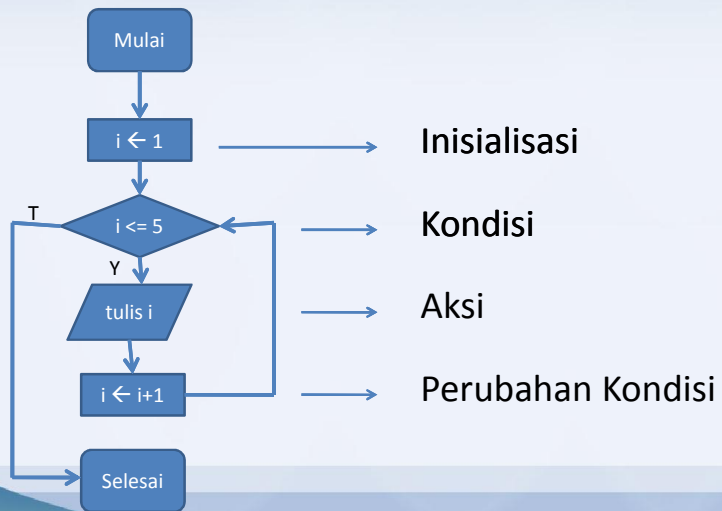 Mulai
i ← 1
Inisialisasi
T
i <= 5
Kondisi
Y
tulis i
Aksi
i ← i+1
Perubahan Kondisi
Selesai